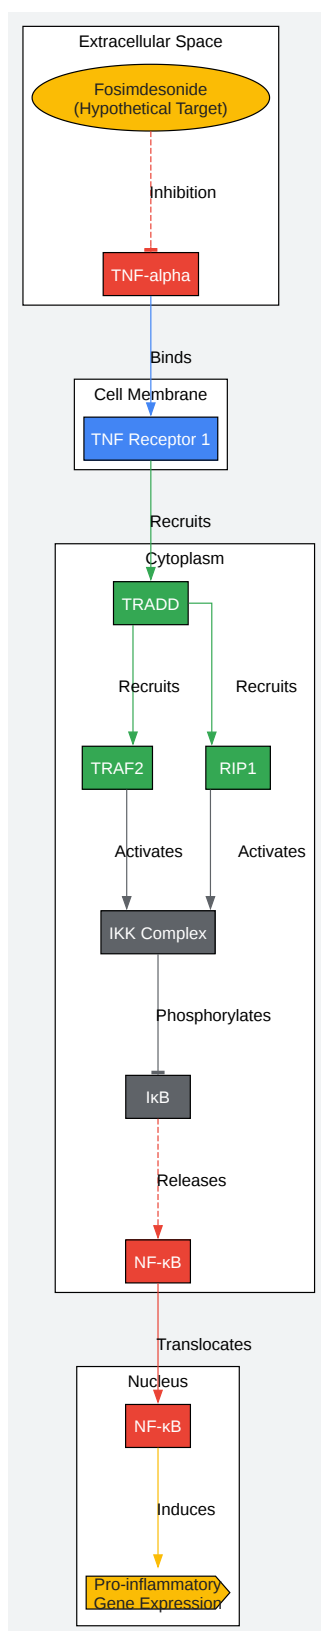 Extracellular Space
Fosimdesonide
(Hypothetical Target)
Inhibition
TNF-alpha
Binds
Cell Membrane
TNF Receptor 1
Recruits
Cytoplasm
TRADD
Recruits
Recruits
TRAF2
RIP1
Activates
Activates
IKK Complex
Phosphorylates
IκB
Releases
NF-κB
Translocates
Nucleus
NF-κB
Induces
Pro-inflammatory
Gene Expression